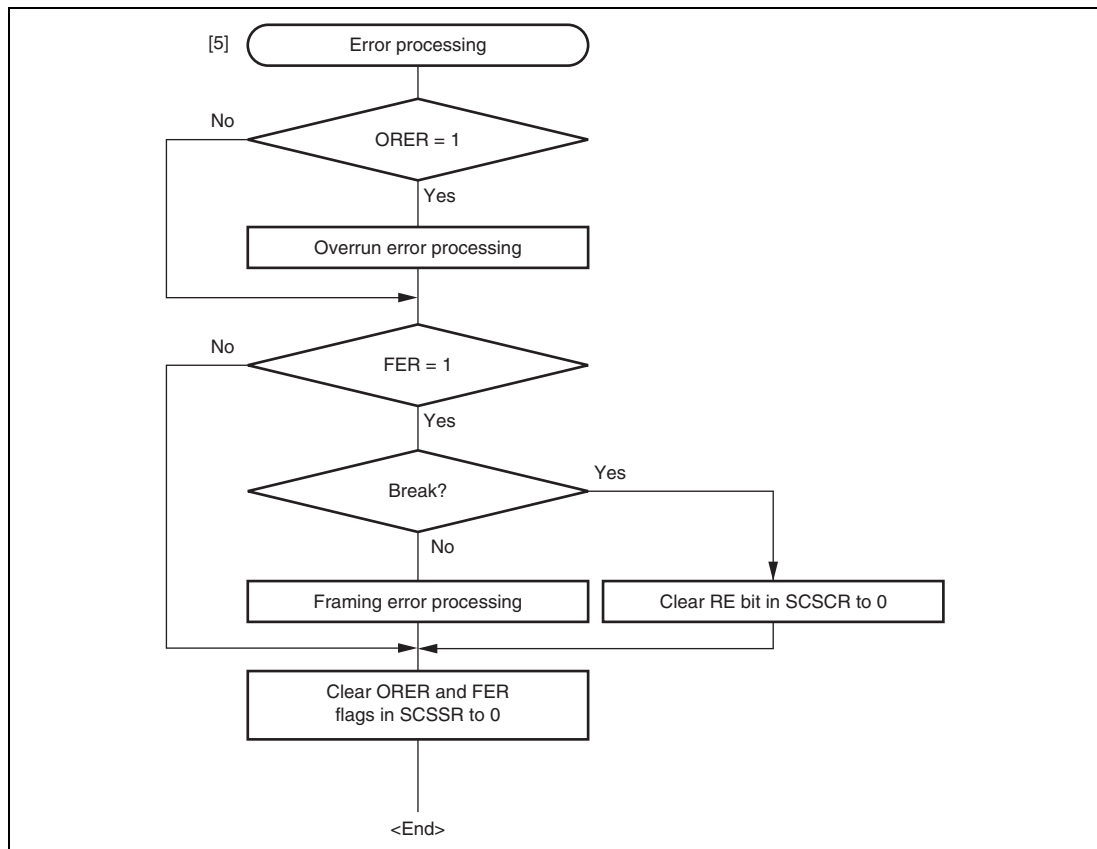 [5] Error processing
No
ORER = 1
Yes
Overrun error processing
No
FER = 1
Yes
Yes
Break?
No
Framing error processing
Clear RE bit in SCSCR to 0
Clear ORER and FER
flags in SCSSR to 0
<End>